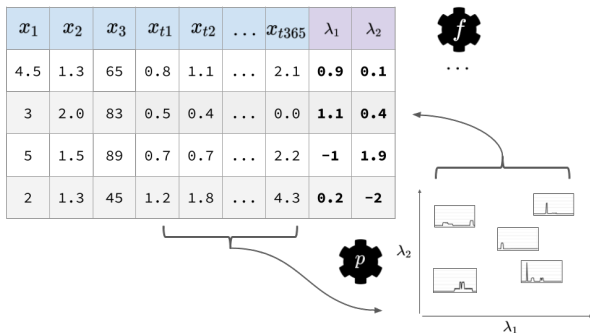 x₁ x₂ x₃ xₜ₁ xₜ₂ ... xₜ₃₆₅ λ₁ λ₂
4.5 1.3 65 0.8 1.1 ... 2.1 0.9 0.1
3 2.0 83 0.5 0.4 ... 0.0 1.1 0.4
5 1.5 89 0.7 0.7 ... 2.2 -1 1.9
2 1.3 45 1.2 1.8 ... 4.3 0.2 -2
f
...
p
λ₂
λ₁